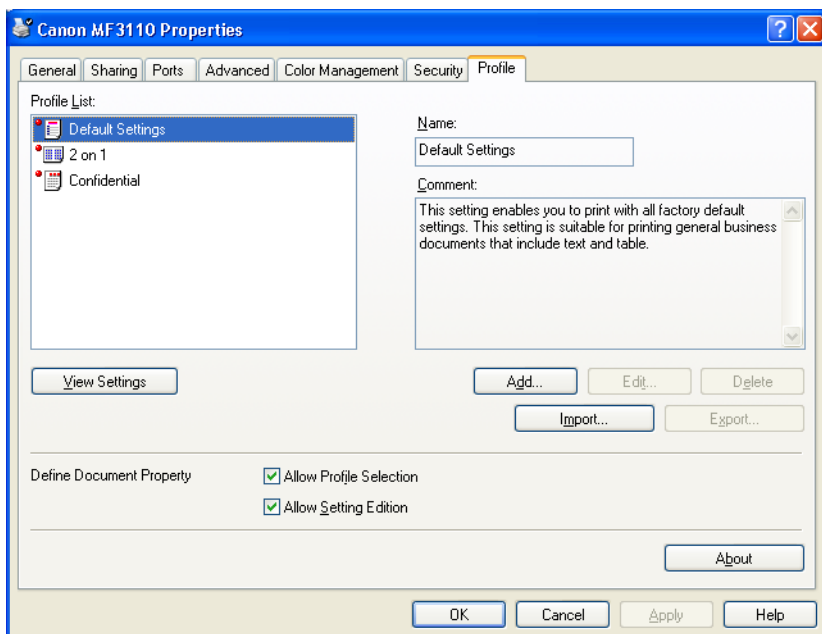 Canon MF3110 Properties
General Sharing Ports Advanced Color Management Security Profile
Profile List:
Default Settings
2 on 1
Confidential
Name:
Default Settings
Comment:
This setting enables you to print with all factory default
settings. This setting is suitable for printing general business
documents that include text and table.
View Settings
Add... Edit... Delete
Import... Export...
Define Document Property
Allow Profile Selection
Allow Setting Edition
About
OK Cancel Apply Help